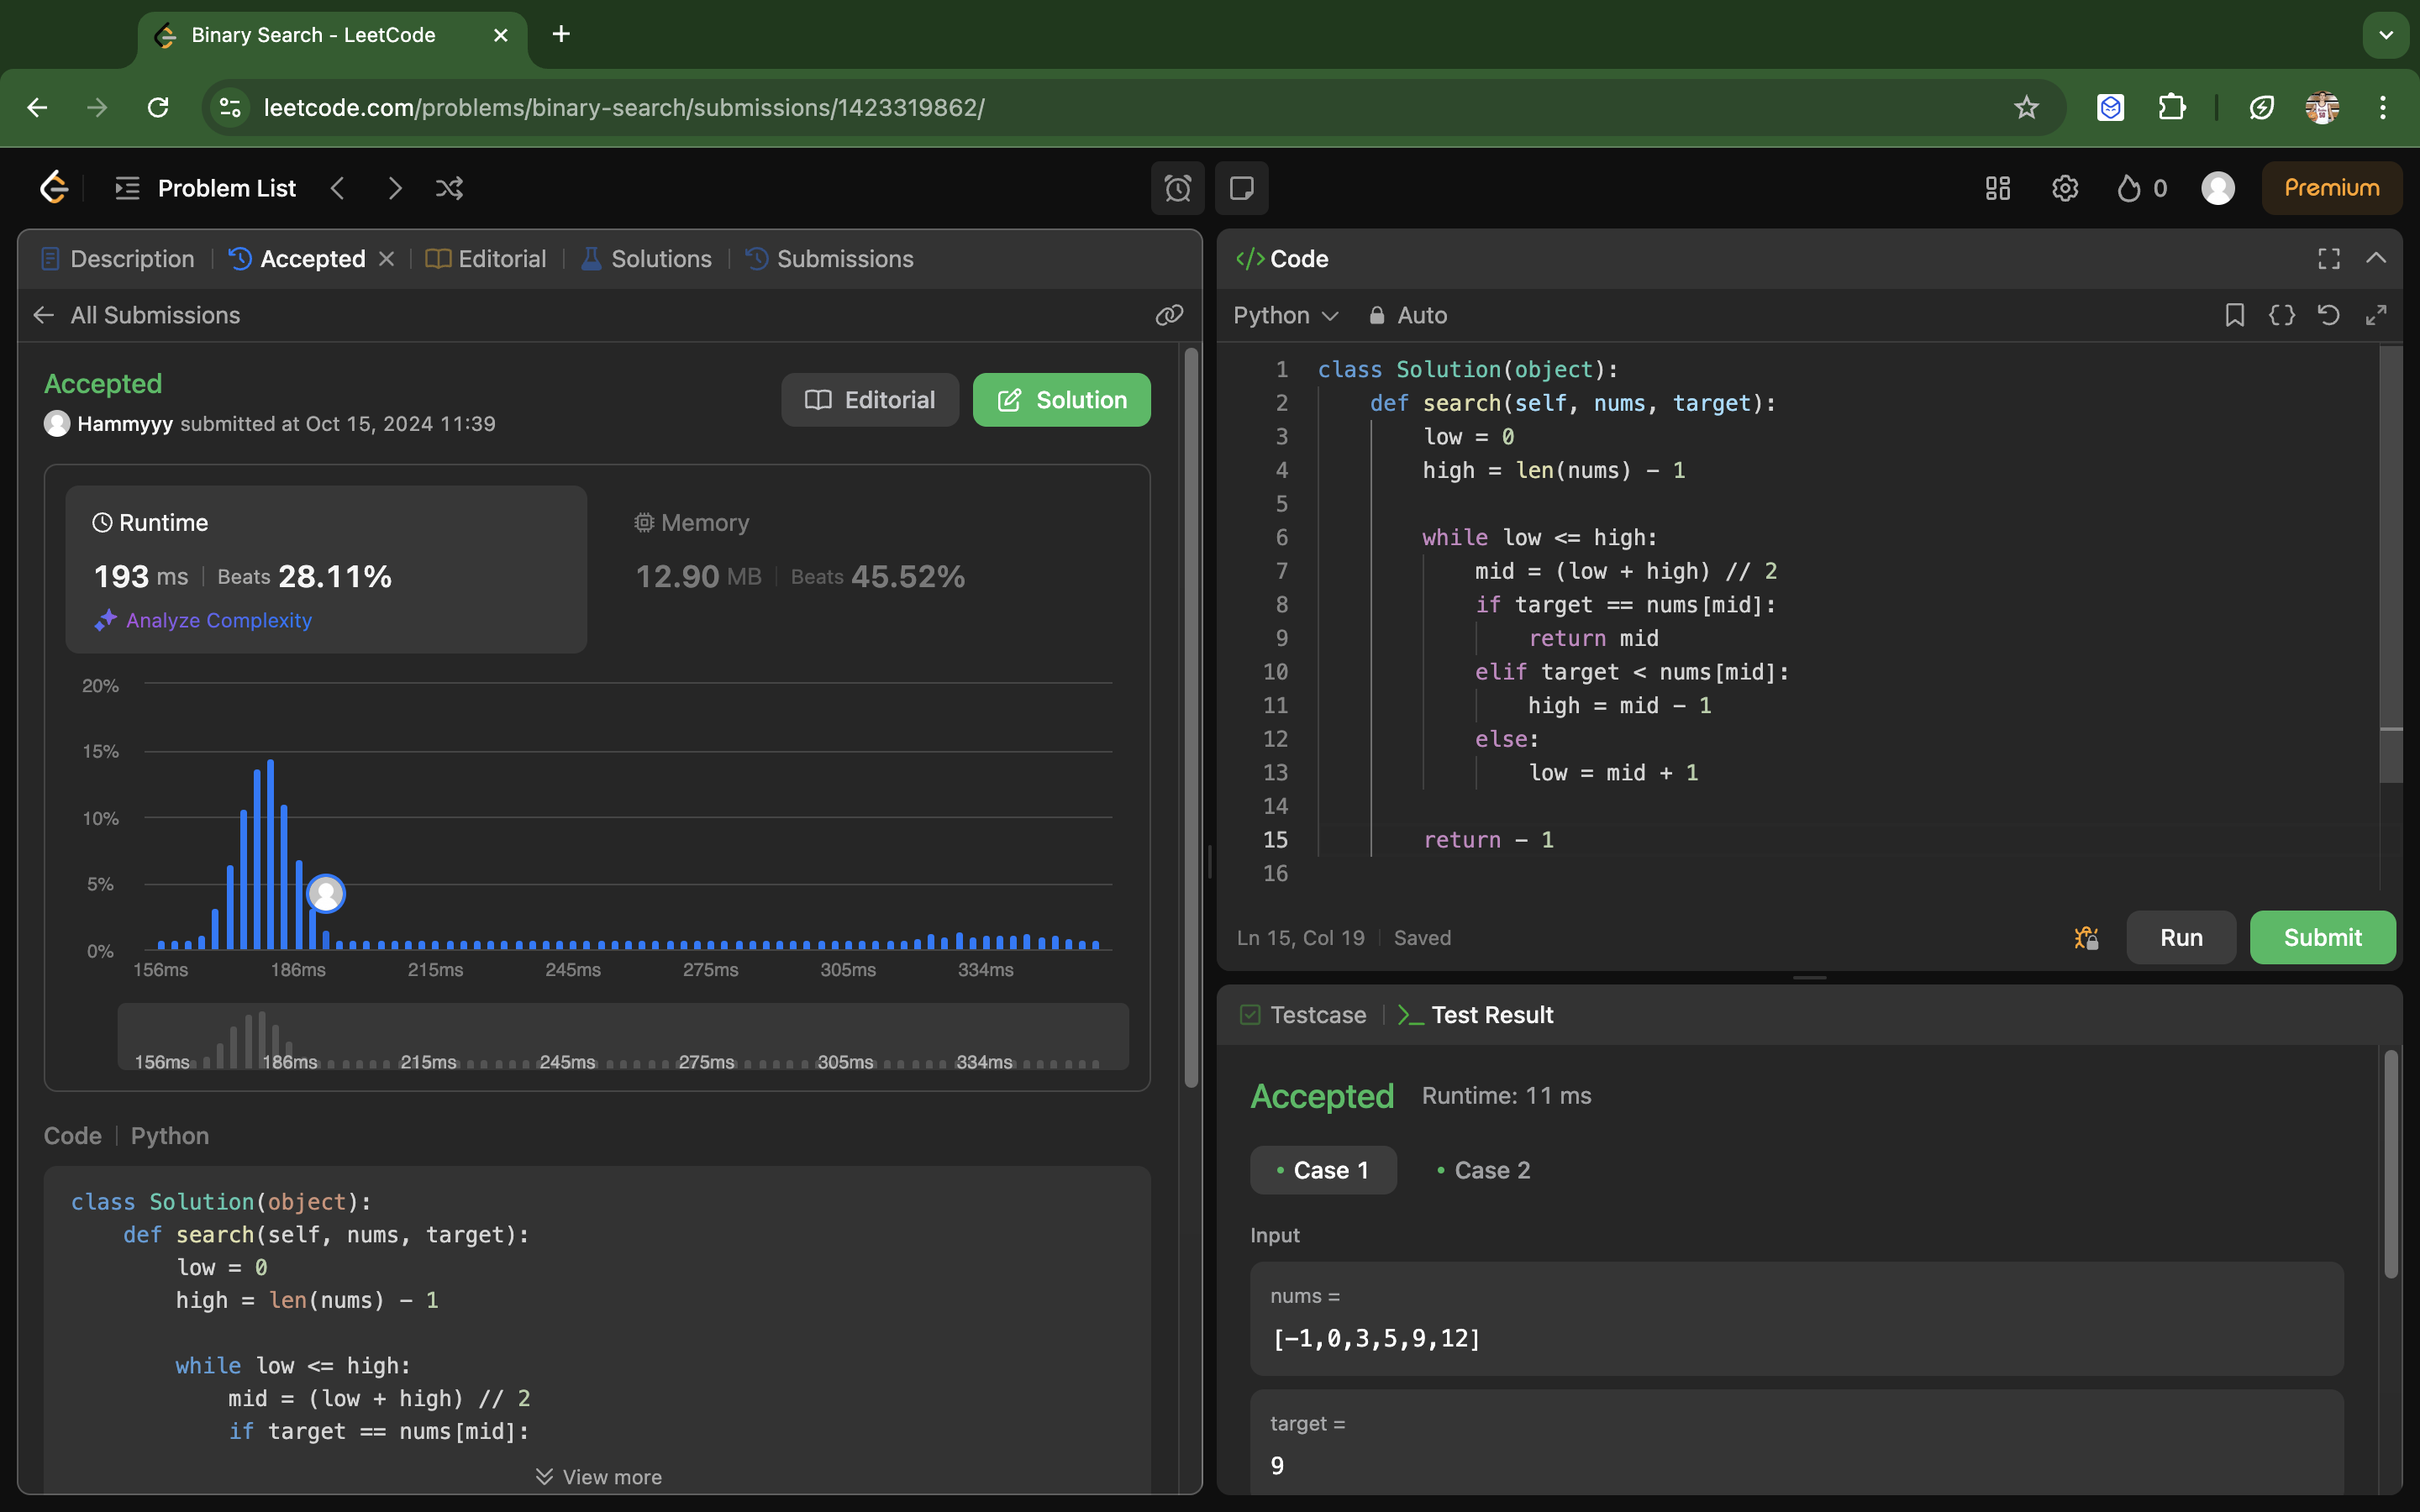 Binary Search - LeetCode
leetcode.com/problems/binary-search/submissions/1423319862/
Problem List
0
Premium
Description
Accepted
Editorial
Solutions
Submissions
All Submissions
Accepted
Hammyyy submitted at Oct 15, 2024 11:39
Editorial
Solution
Runtime
193 ms | Beats 28.11%
Analyze Complexity
Memory
12.90 MB | Beats 45.52%
20%
15%
10%
5%
0%
156ms 186ms 215ms 245ms 275ms 305ms 334ms
156ms 186ms 215ms 245ms 275ms 305ms 334ms
Code | Python
class Solution(object):
    def search(self, nums, target):
        low = 0
        high = len(nums) - 1
        while low <= high:
            mid = (low + high) // 2
            if target == nums[mid]:
View more
</> Code
Python
Auto
1 class Solution(object):
2     def search(self, nums, target):
3         low = 0
4         high = len(nums) - 1
5
6         while low <= high:
7             mid = (low + high) // 2
8             if target == nums[mid]:
9                 return mid
10             elif target < nums[mid]:
11                 high = mid - 1
12             else:
13                 low = mid + 1
14
15         return - 1
16
Ln 15, Col 19 | Saved
Run
Submit
Testcase
>_ Test Result
Accepted
Runtime: 11 ms
• Case 1
• Case 2
Input
nums =
[-1,0,3,5,9,12]
target =
9